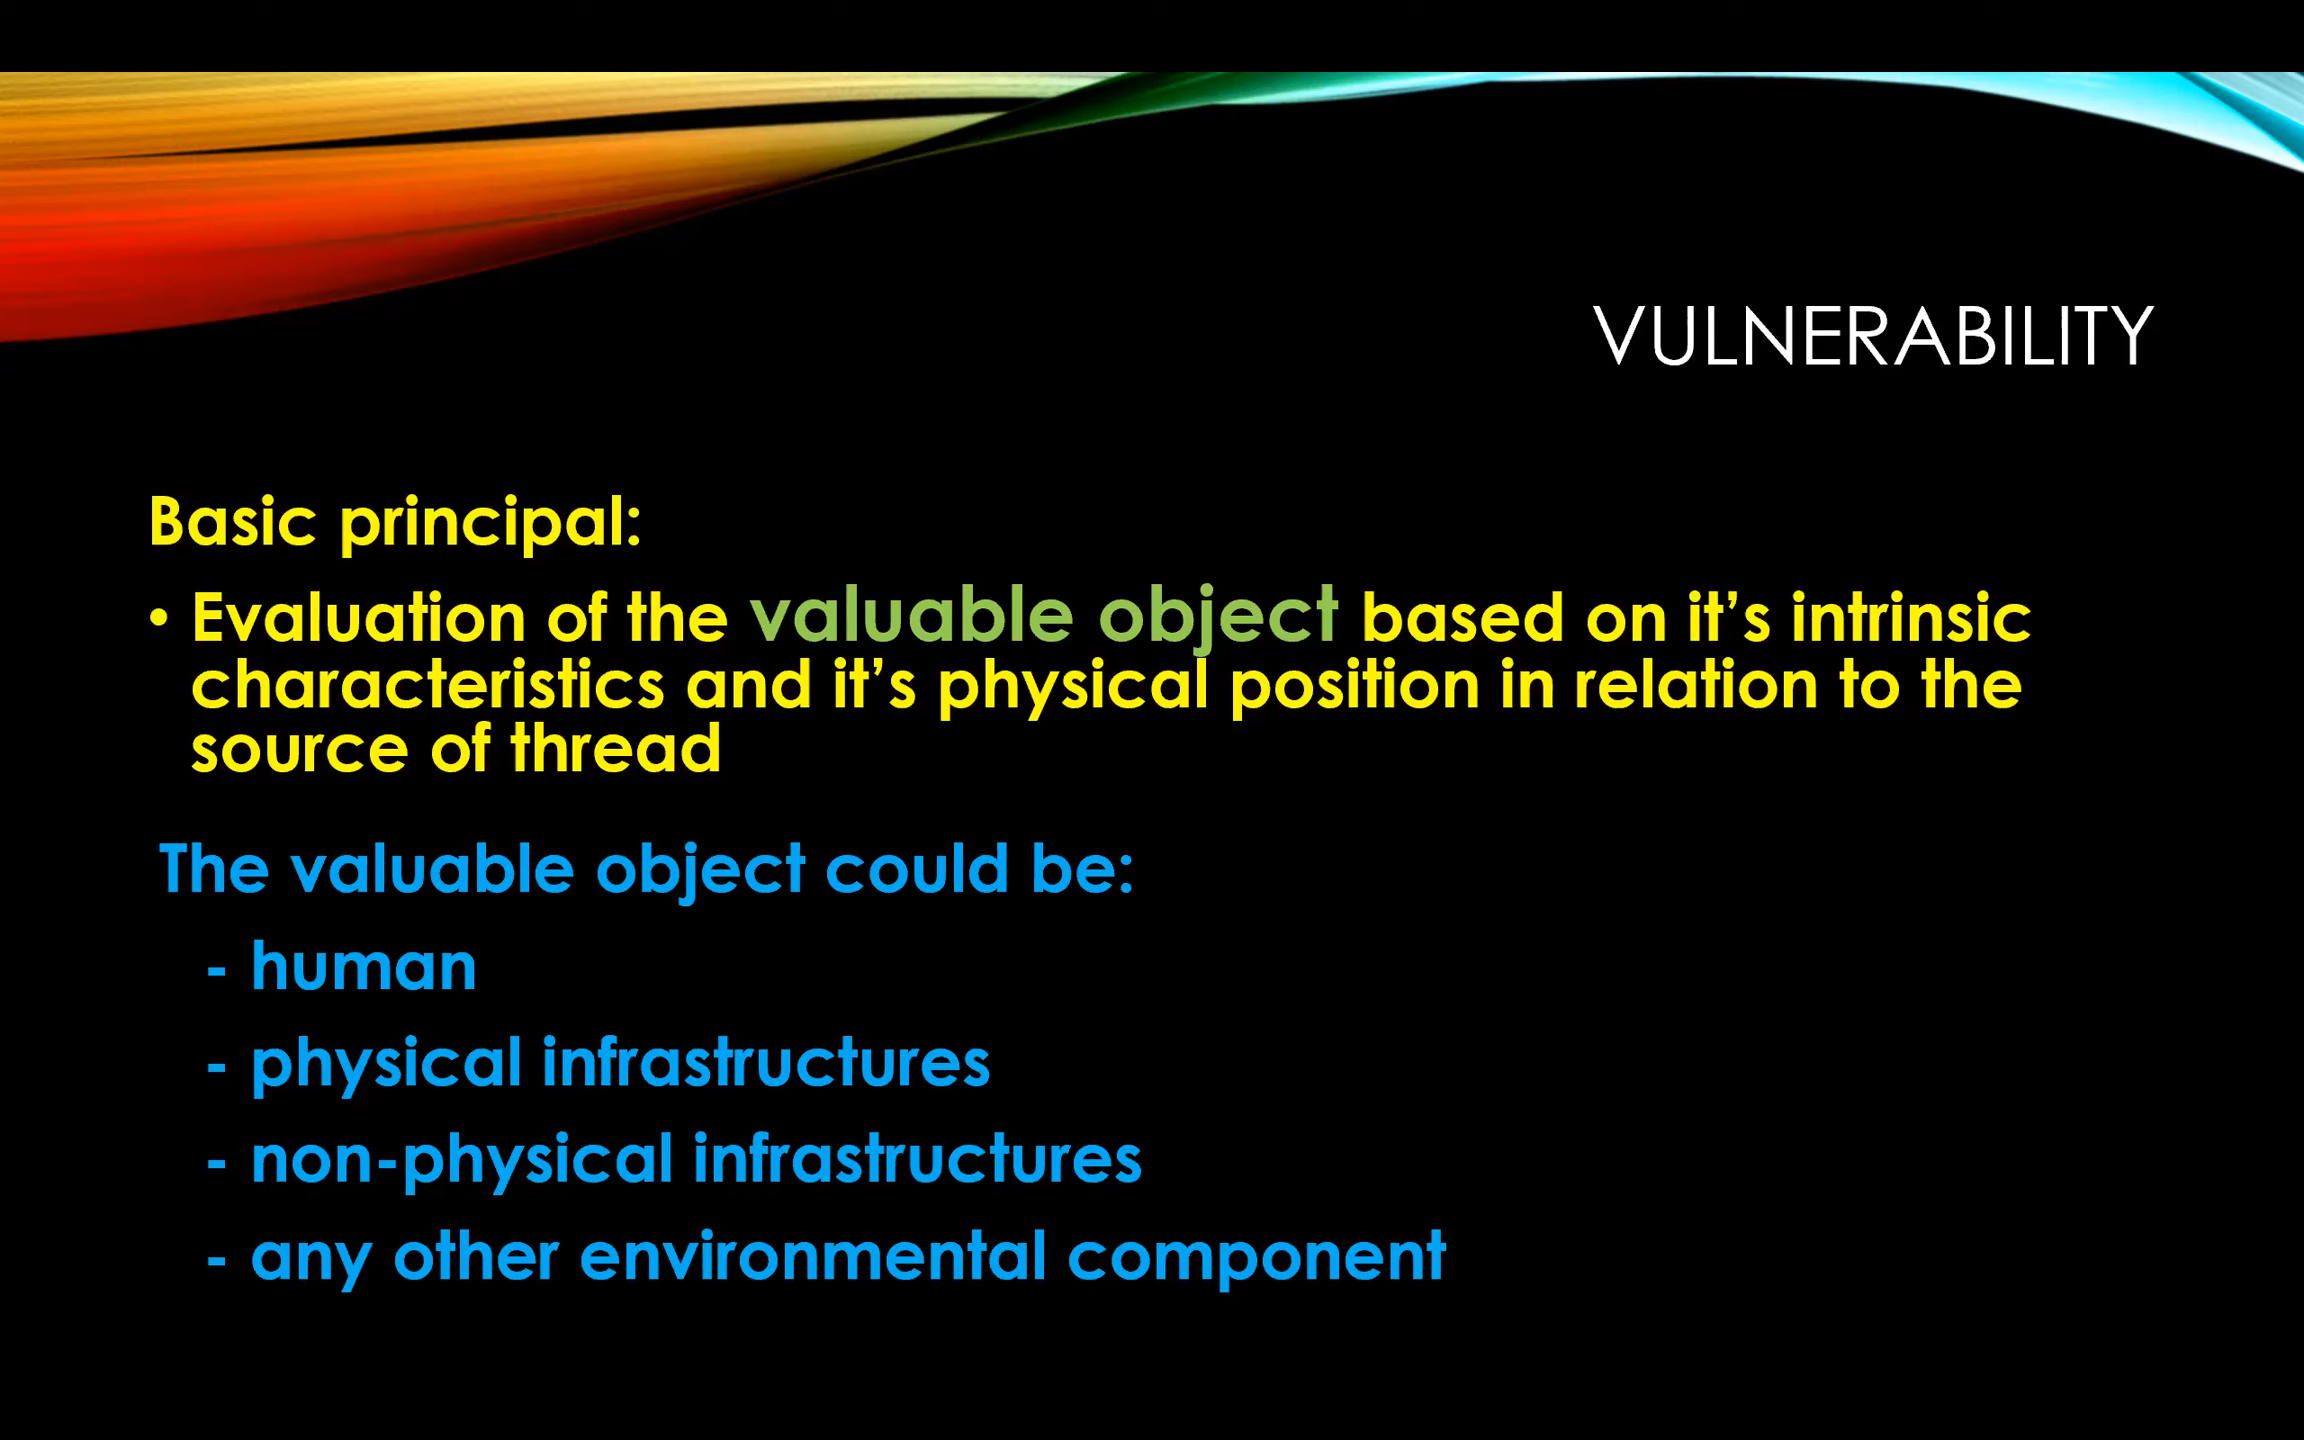 VULNERABILITY
Basic principal:
• Evaluation of the valuable object based on it’s intrinsic
characteristics and it’s physical position in relation to the
source of thread
The valuable object could be:
- human
- physical infrastructures
- non-physical infrastructures
- any other environmental component